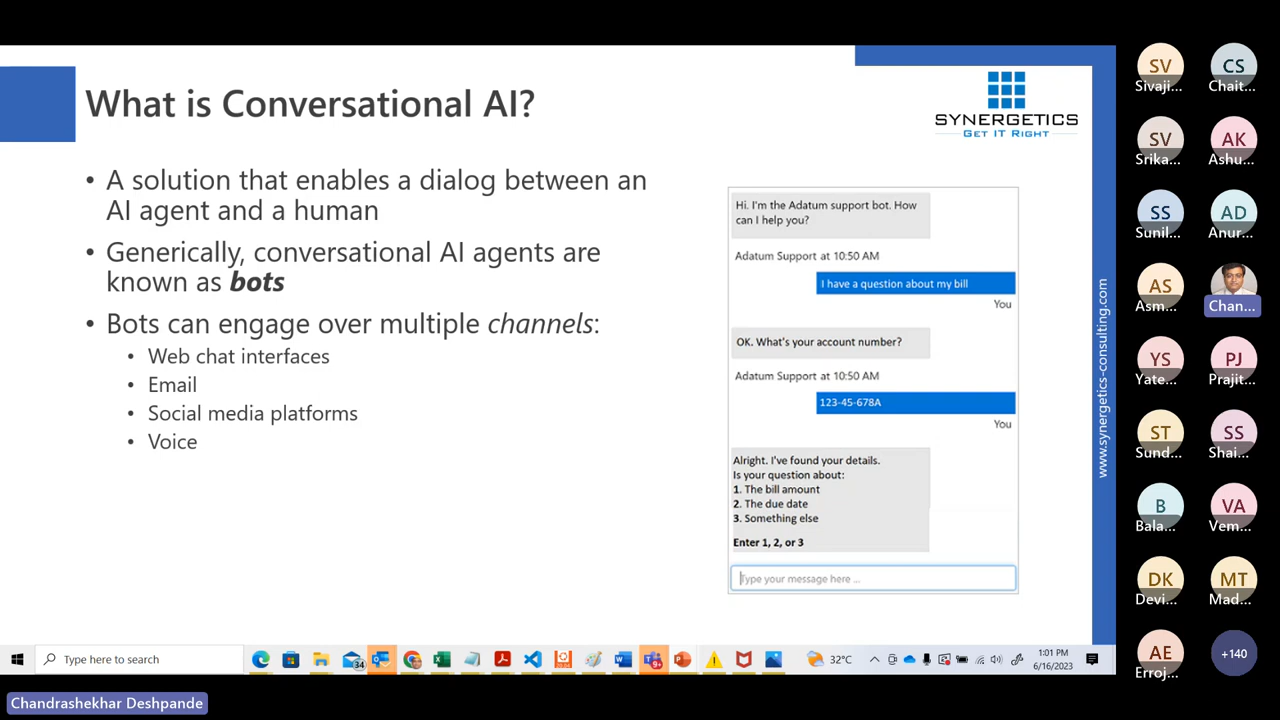 What is Conversational AI?
SYNERGETICS
GET IT RIGHT
• A solution that enables a dialog between an
AI agent and a human
• Generically, conversational AI agents are
known as bots
• Bots can engage over multiple channels:
• Web chat interfaces
• Email
• Social media platforms
• Voice
Hi. I'm the Adatum support bot. How
can I help you?
Adatum Support at 10:50 AM
I have a question about my bill
You
OK. What's your account number?
Adatum Support at 10:50 AM
123-45-678A
You
Alright. I've found your details.
Is your question about:
1. The bill amount
2. The due date
3. Something else
Enter 1, 2, or 3
Type your message here ...
www.synergetics-consulting.com
SV
Sivaji...
CS
Chait...
SV
Srika...
AK
Ashu...
SS
Sunil...
AD
Anur...
AS
Asm...
Chan...
YS
Yate...
PJ
Prajit...
ST
Sund...
SS
Shai...
B
Bala...
VA
Vem...
DK
Devi...
MT
Mad...
AE
Erroj...
+140
Type here to search
34
9+
32°C
1:01 PM
6/16/2023
Chandrashekhar Deshpande